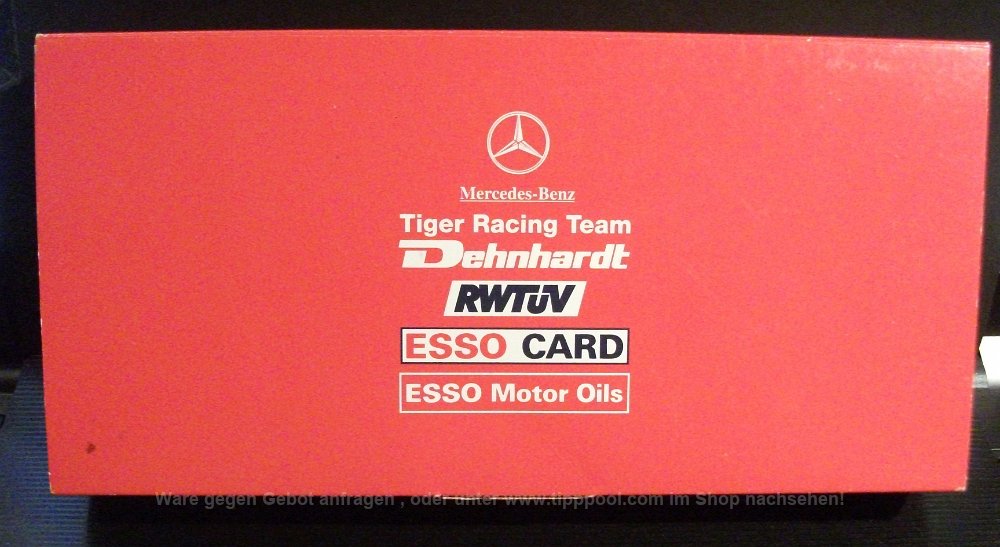 Mercedes-Benz
Tiger Racing Team
Dehnhardt
RWTÜV
ESSO CARD
ESSO Motor Oils
Ware gegen Gebot anfragen , oder unter www.tipppool.com im Shop nachsehen!